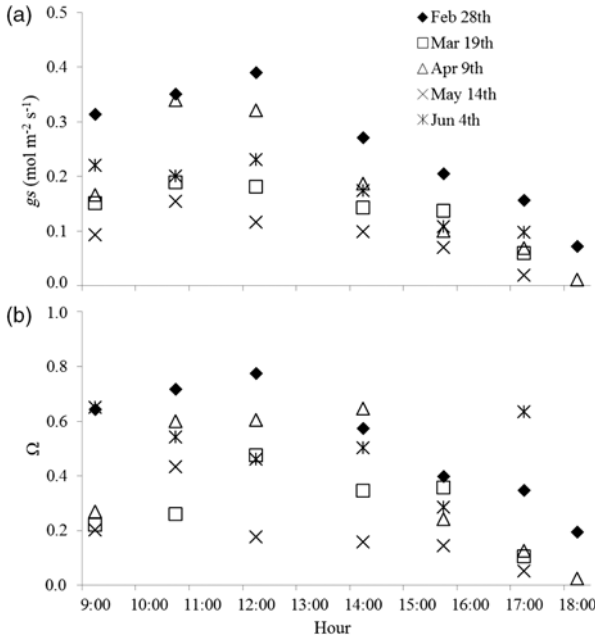 (a)
0.5
0.4
0.3
0.2
0.1
0.0
gs (mol m⁻² s⁻¹)
Feb 28th
Mar 19th
Apr 9th
May 14th
Jun 4th
(b)
1.0
0.8
0.6
0.4
0.2
0.0
Ω
9:00 10:00 11:00 12:00 13:00 14:00 15:00 16:00 17:00 18:00
Hour